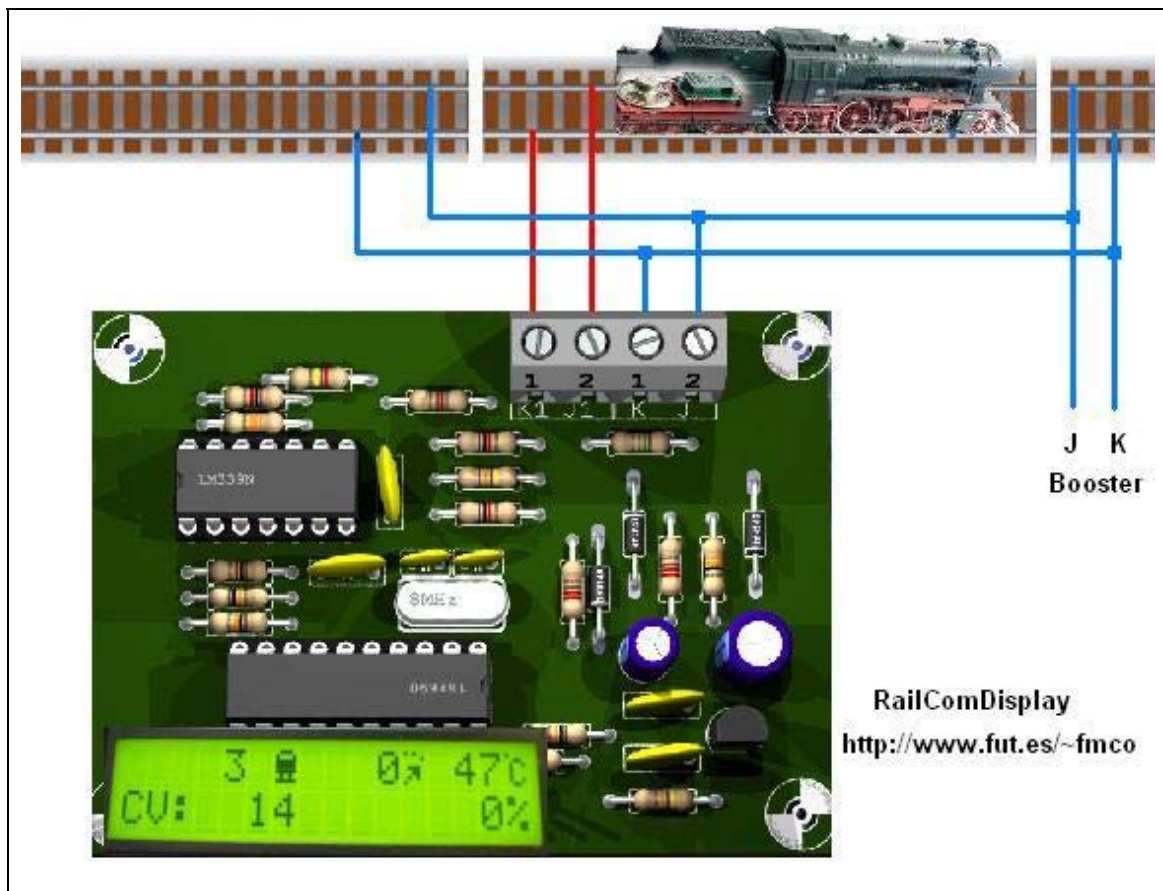 1 2 1 2
K1 J1 K J
LM339N
8MHz
J K
Booster
RailComDisplay
http://www.fut.es/~fmco
3 0 47°C
CV: 14 0%